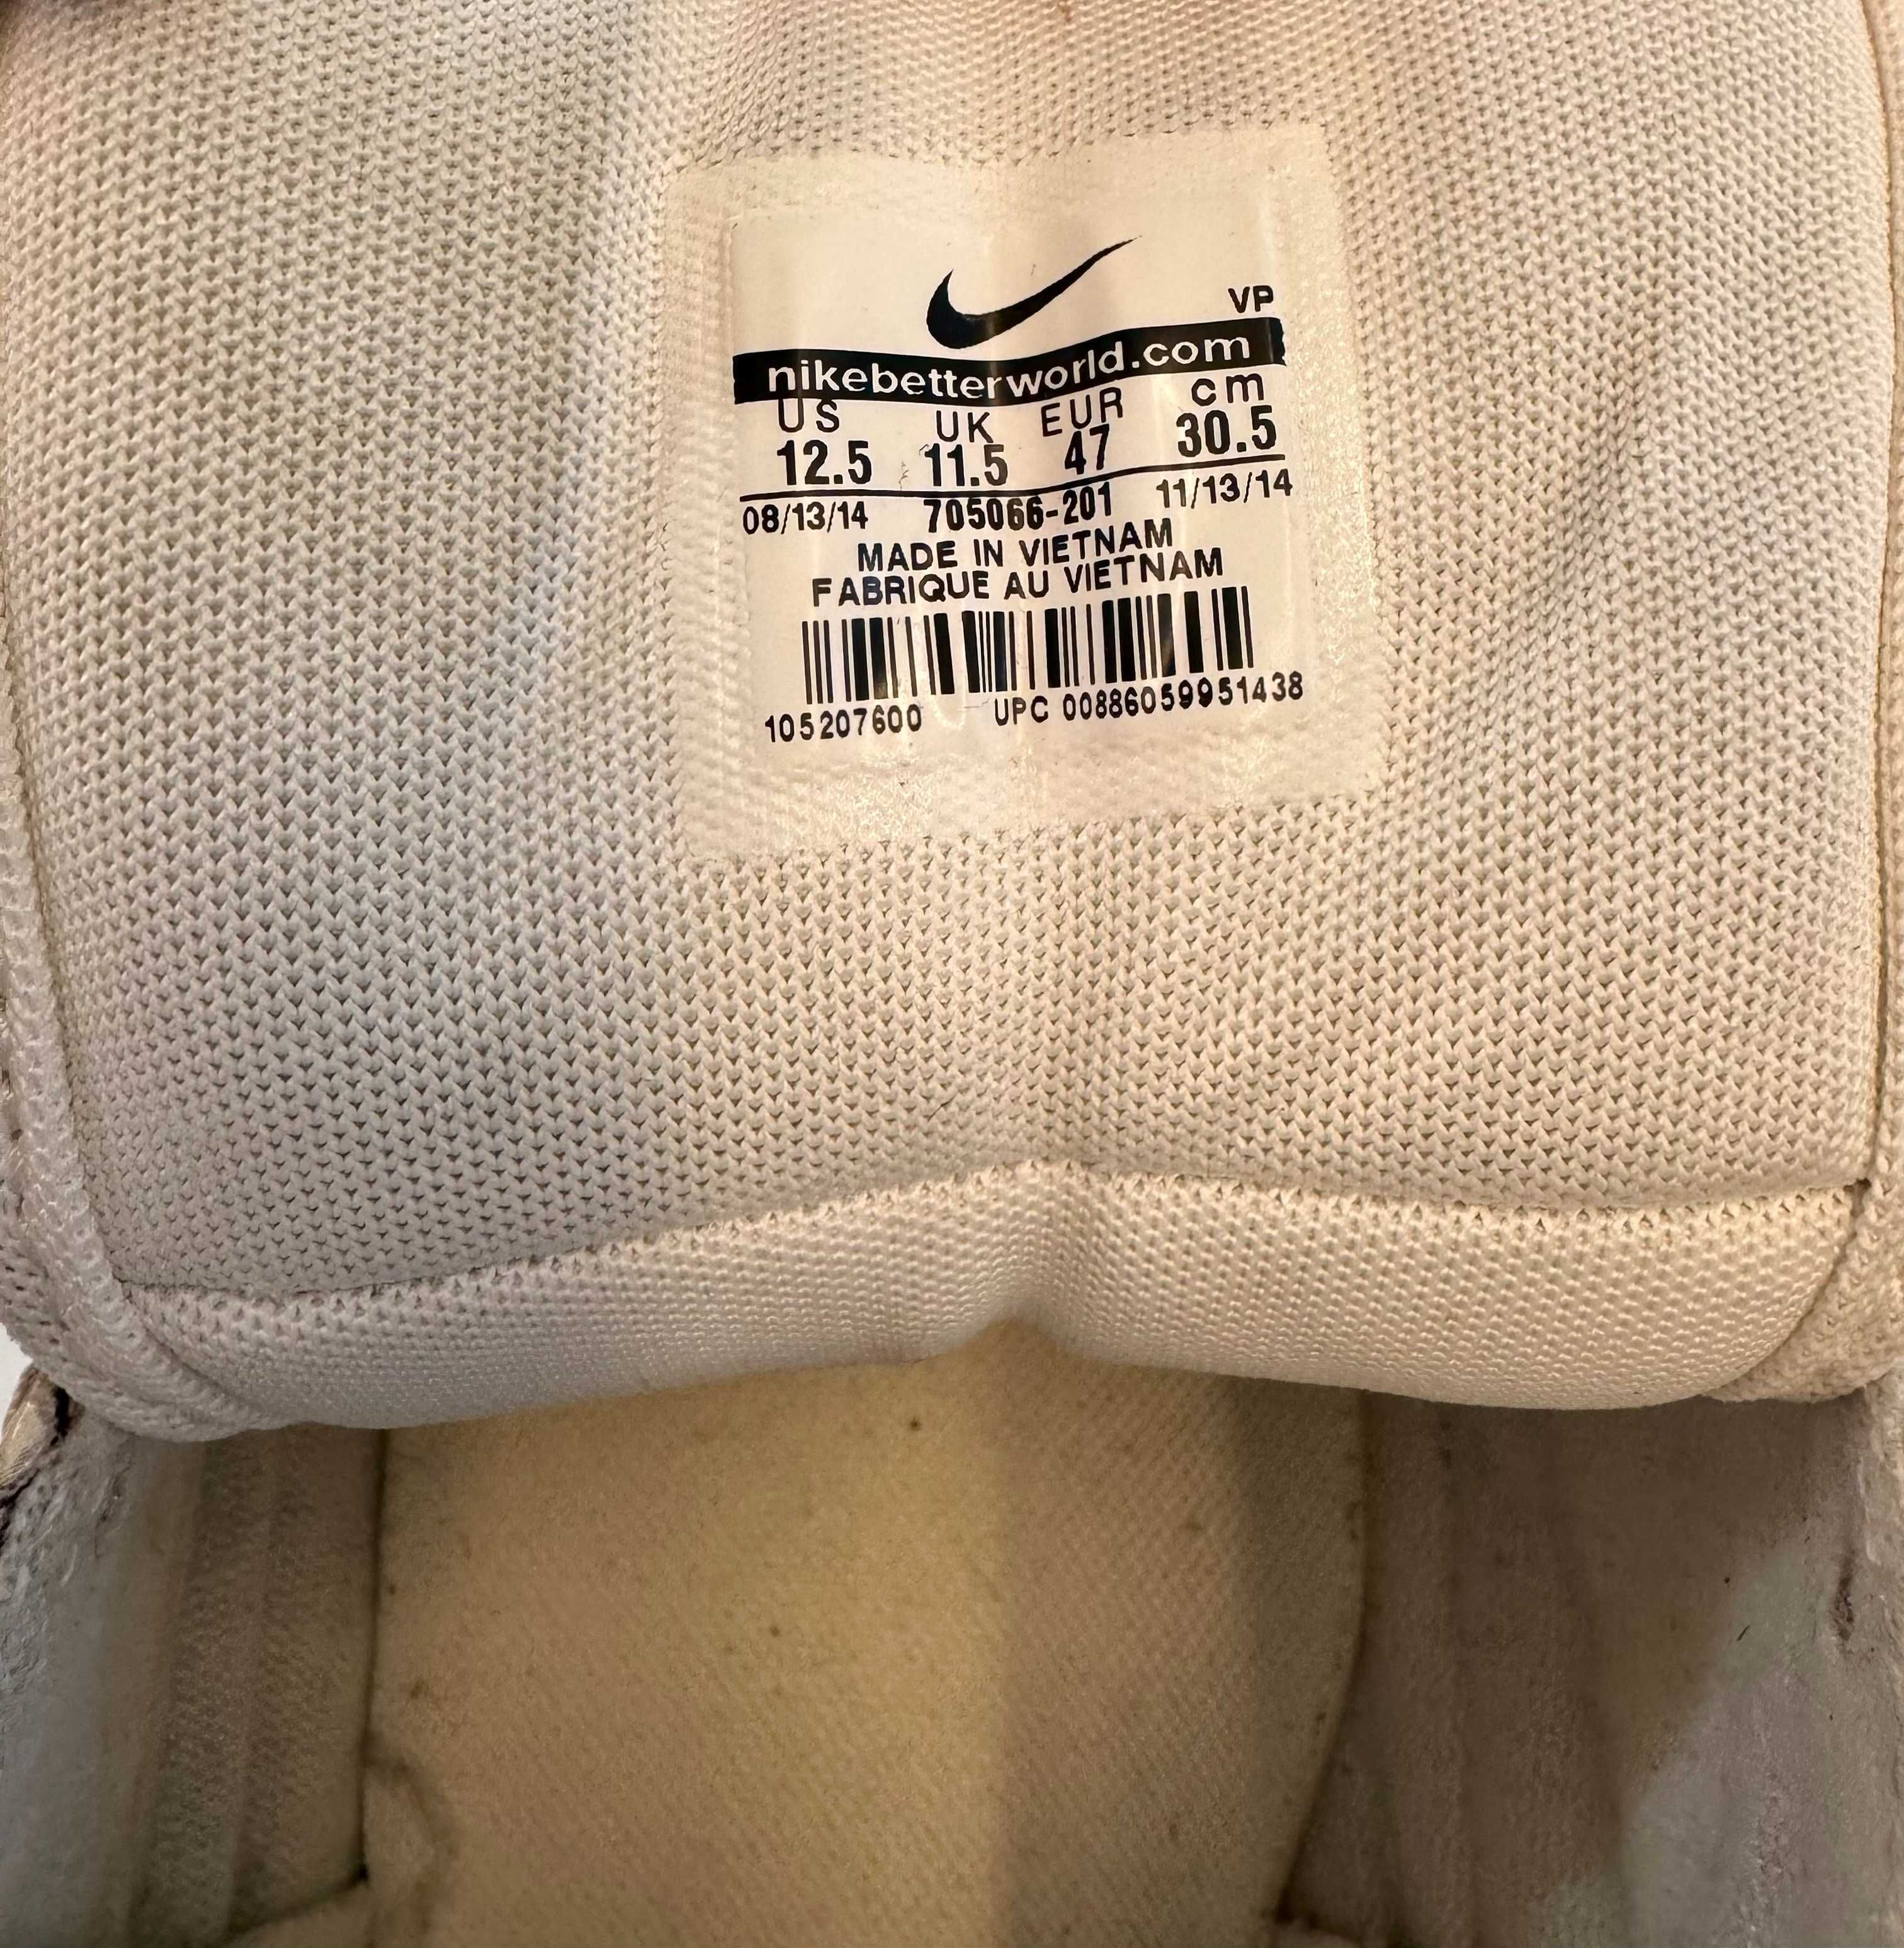 VP
nikebetterworld.com
US UK EUR cm
12.5 11.5 47 30.5
08/13/14 705066-201 11/13/14
MADE IN VIETNAM
FABRIQUE AU VIETNAM
105207600 UPC 00886059951438